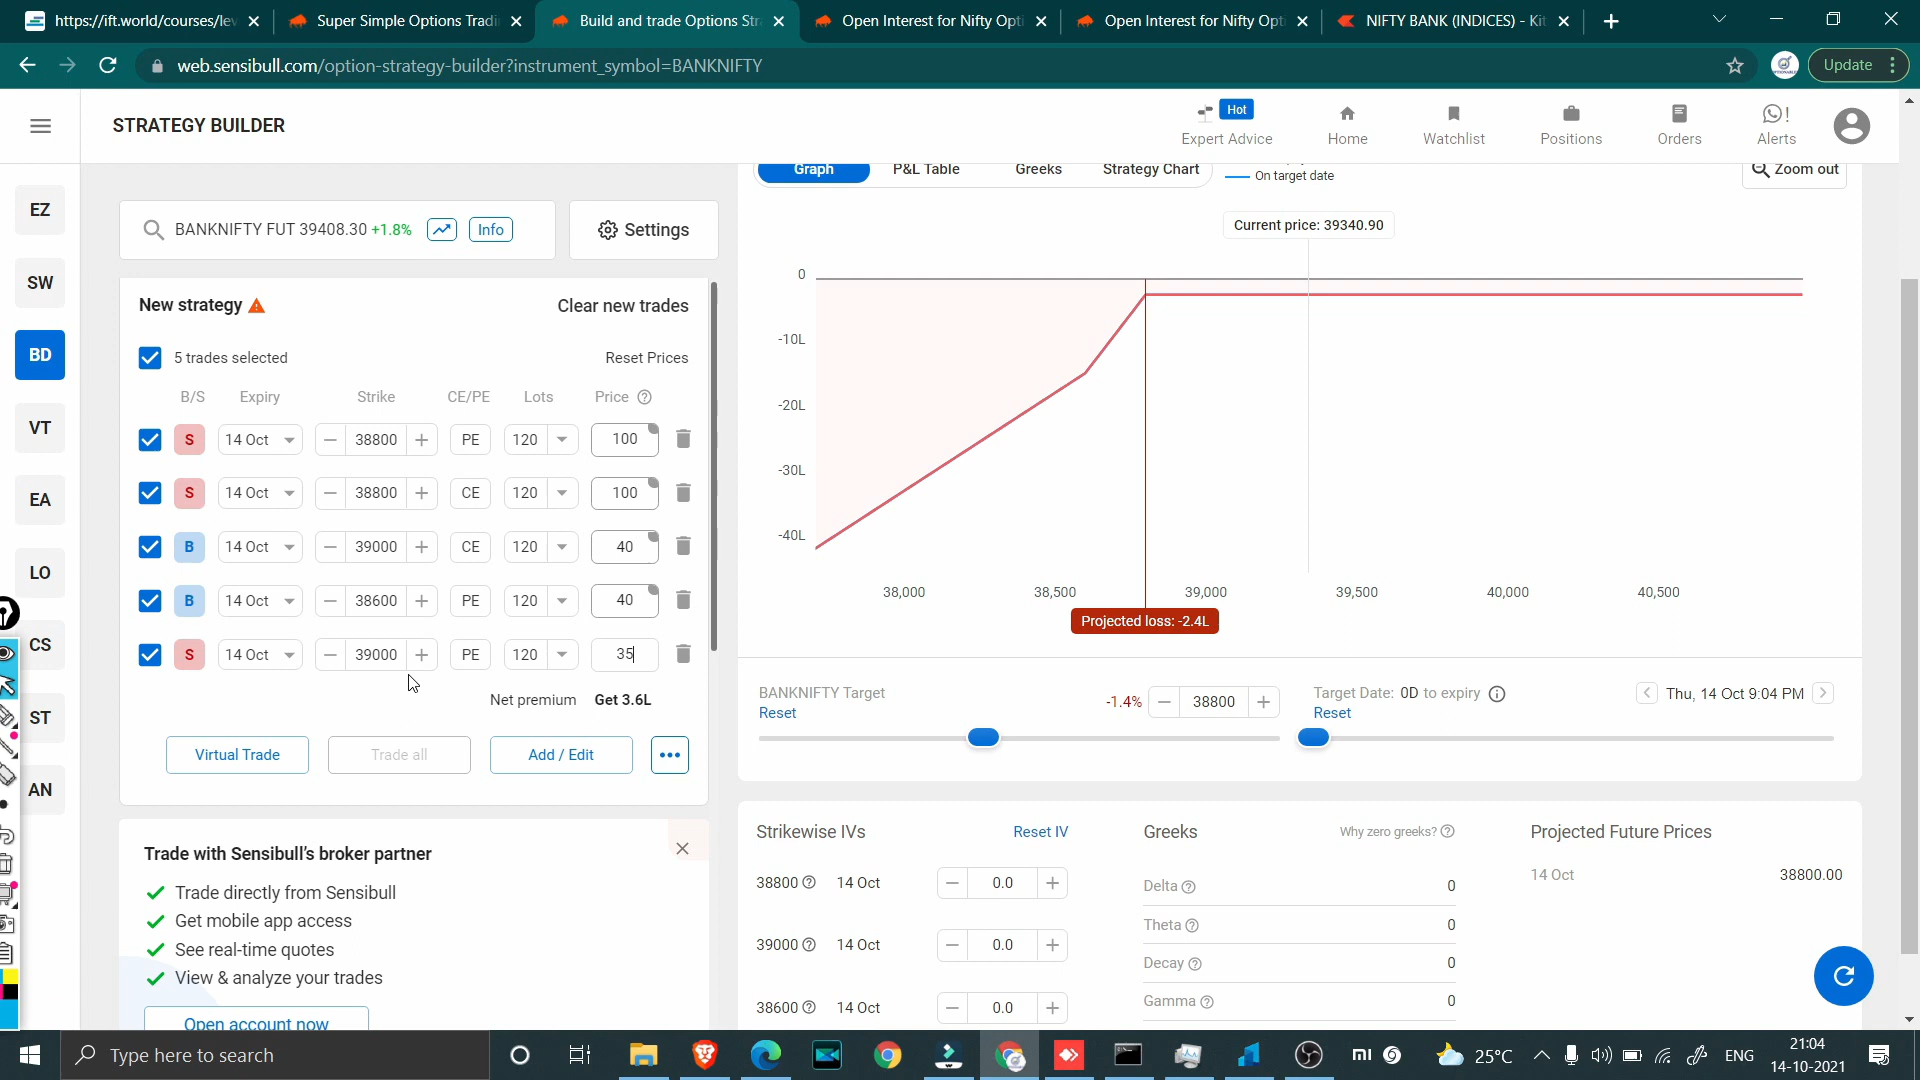 https://ift.world/courses/lev
Super Simple Options Tradi
Build and trade Options Str
Open Interest for Nifty Opti
Open Interest for Nifty Opti
NIFTY BANK (INDICES) - Kit
web.sensibull.com/option-strategy-builder?instrument_symbol=BANKNIFTY
Update
STRATEGY BUILDER
Hot
Expert Advice
Home
Watchlist
Positions
Orders
Alerts
EZ
SW
BD
VT
EA
LO
CS
ST
AN
BANKNIFTY FUT 39408.30 +1.8%
Info
Settings
New strategy
Clear new trades
5 trades selected
Reset Prices
B/S Expiry Strike CE/PE Lots Price
S 14 Oct 38800 PE 120 100
S 14 Oct 38800 CE 120 100
B 14 Oct 39000 CE 120 40
B 14 Oct 38600 PE 120 40
S 14 Oct 39000 PE 120 35
Net premium Get 3.6L
Virtual Trade
Trade all
Add / Edit
Trade with Sensibull's broker partner
Trade directly from Sensibull
Get mobile app access
See real-time quotes
View & analyze your trades
Open account now
Graph
P&L Table
Greeks
Strategy Chart
On target date
Zoom out
Current price: 39340.90
0
-10L
-20L
-30L
-40L
38,000
38,500
39,000
39,500
40,000
40,500
Projected loss: -2.4L
BANKNIFTY Target
Reset
-1.4%
38800
Target Date: 0D to expiry
Reset
Thu, 14 Oct 9:04 PM
Strikewise IVs
Reset IV
38800 14 Oct 0.0
39000 14 Oct 0.0
38600 14 Oct 0.0
Greeks
Why zero greeks?
Delta 0
Theta 0
Decay 0
Gamma 0
Projected Future Prices
14 Oct 38800.00
Type here to search
25°C
ENG
21:04
14-10-2021